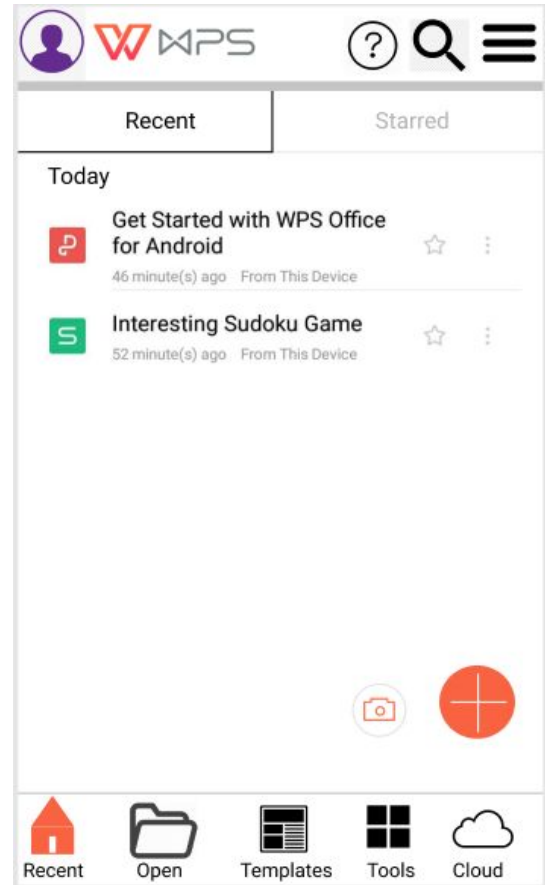 WPS
?
Recent
Starred
Today
Get Started with WPS Office
for Android
46 minute(s) ago From This Device
Interesting Sudoku Game
52 minute(s) ago From This Device
Recent
Open
Templates
Tools
Cloud